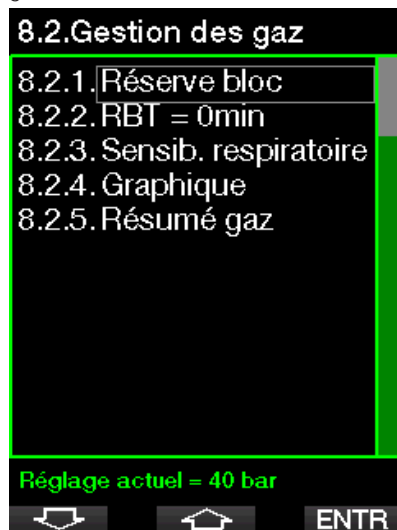 8.2.Gestion des gaz
8.2.1. Réserve bloc
8.2.2. RBT = 0min
8.2.3. Sensib. respiratoire
8.2.4. Graphique
8.2.5. Résumé gaz
Réglage actuel = 40 bar
ENTR